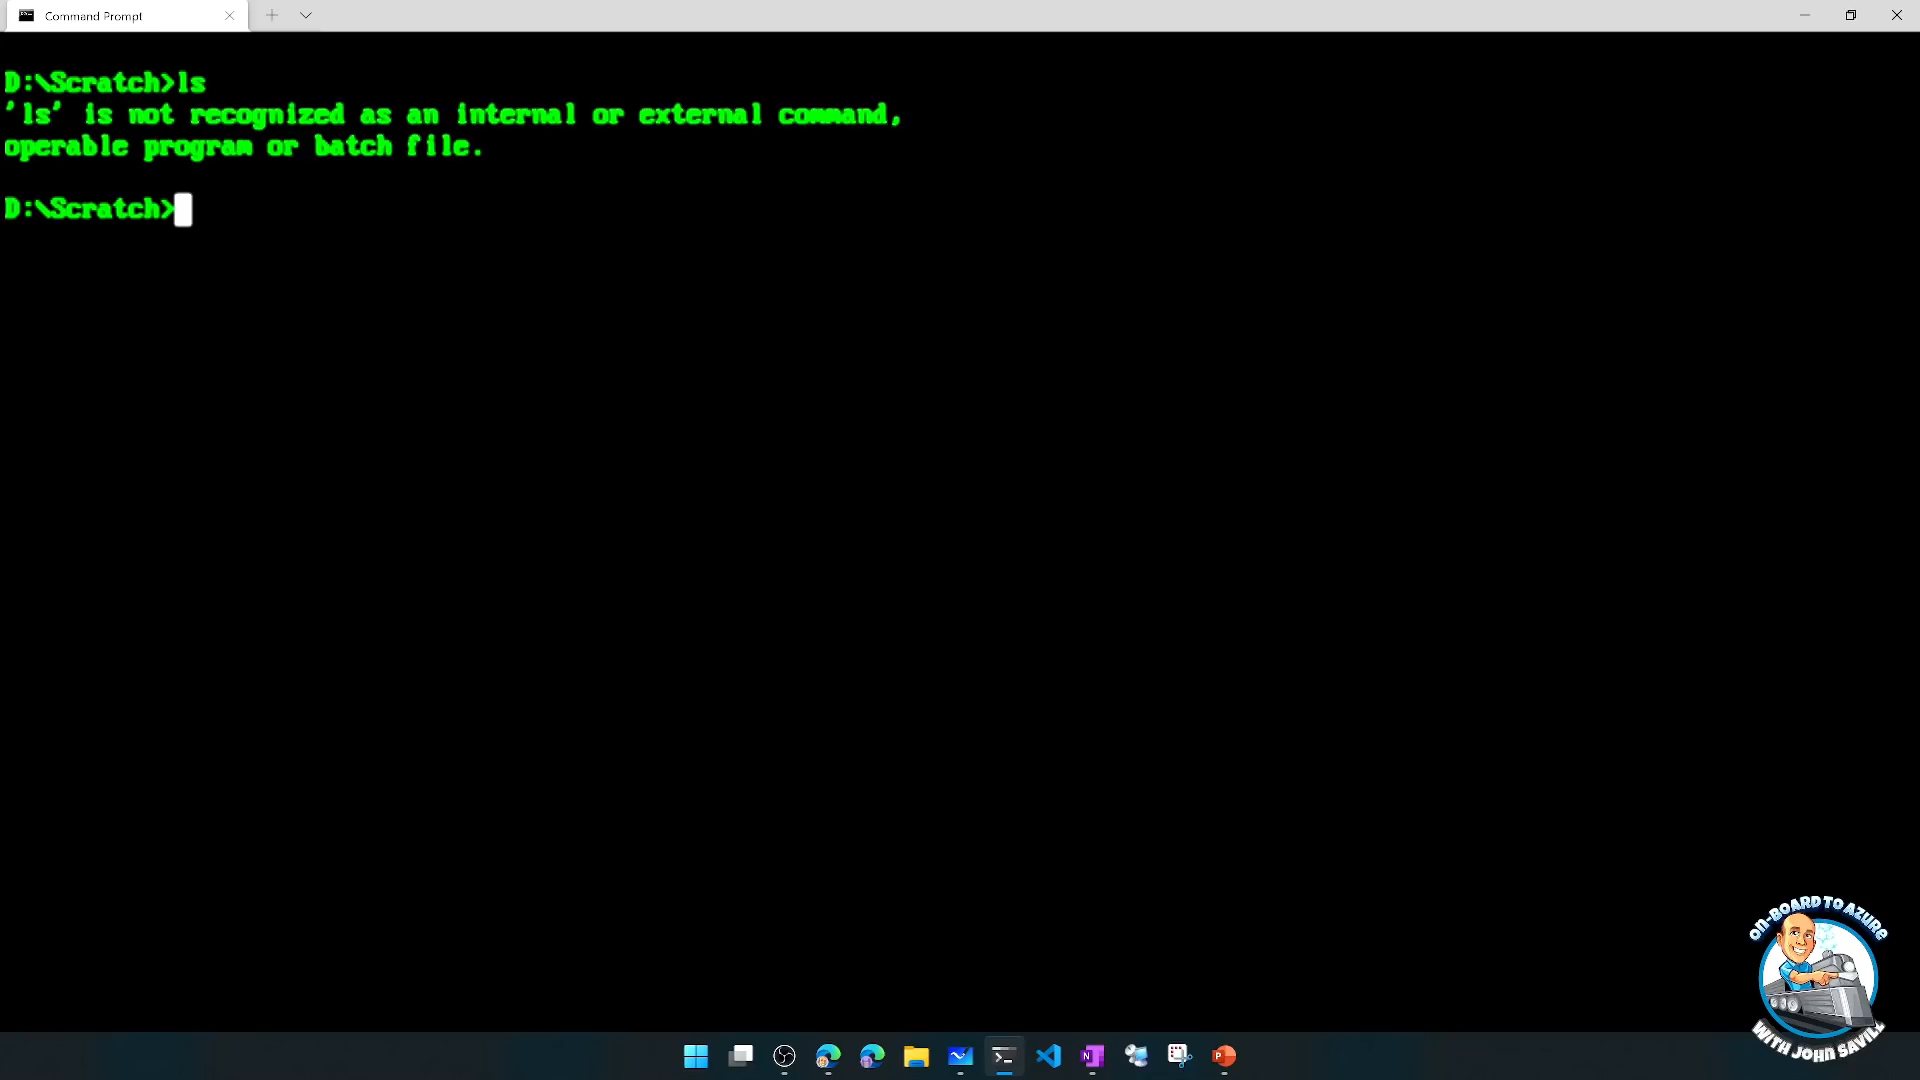 Command Prompt
D:\Scratch>ls
'ls' is not recognized as an internal or external command,
operable program or batch file.
D:\Scratch>
ON-BOARD TO AZURE
WITH JOHN SAVILL